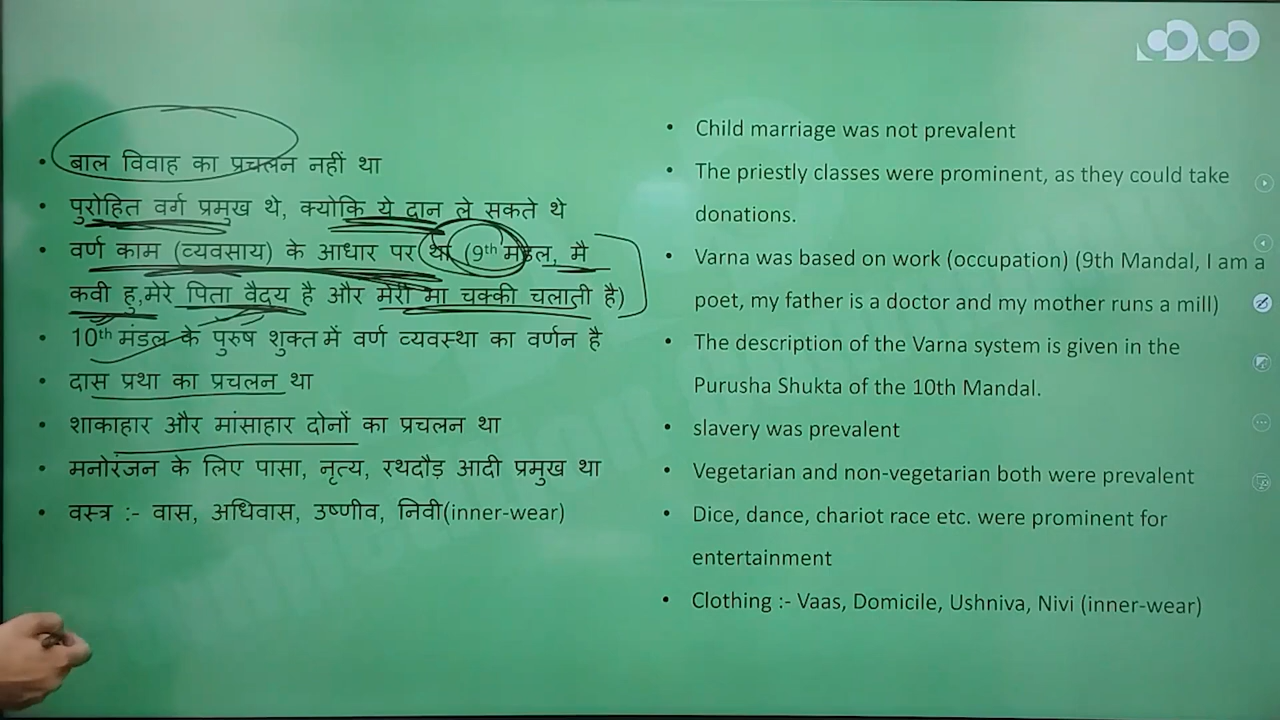 • बाल विवाह का प्रचलन नहीं था
• पुरोहित वर्ग प्रमुख थे, क्योकि ये दान ले सकते थे
• वर्ण काम (व्यवसाय) के आधार पर था (9th मंडल, मै
कवी हु,मेरे पिता वैदय है और मेरी मा चक्की चलाती है)
• 10th मंडल के पुरुष शुक्त में वर्ण व्यवस्था का वर्णन है
• दास प्रथा का प्रचलन था
• शाकाहार और मांसाहार दोनों का प्रचलन था
• मनोरंजन के लिए पासा, नृत्य, रथदौड़ आदी प्रमुख था
• वस्त्र :- वास, अधिवास, उष्णीव, निवी(inner-wear)
• Child marriage was not prevalent
• The priestly classes were prominent, as they could take
donations.
• Varna was based on work (occupation) (9th Mandal, I am a
poet, my father is a doctor and my mother runs a mill)
• The description of the Varna system is given in the
Purusha Shukta of the 10th Mandal.
• slavery was prevalent
• Vegetarian and non-vegetarian both were prevalent
• Dice, dance, chariot race etc. were prominent for
entertainment
• Clothing :- Vaas, Domicile, Ushniva, Nivi (inner-wear)